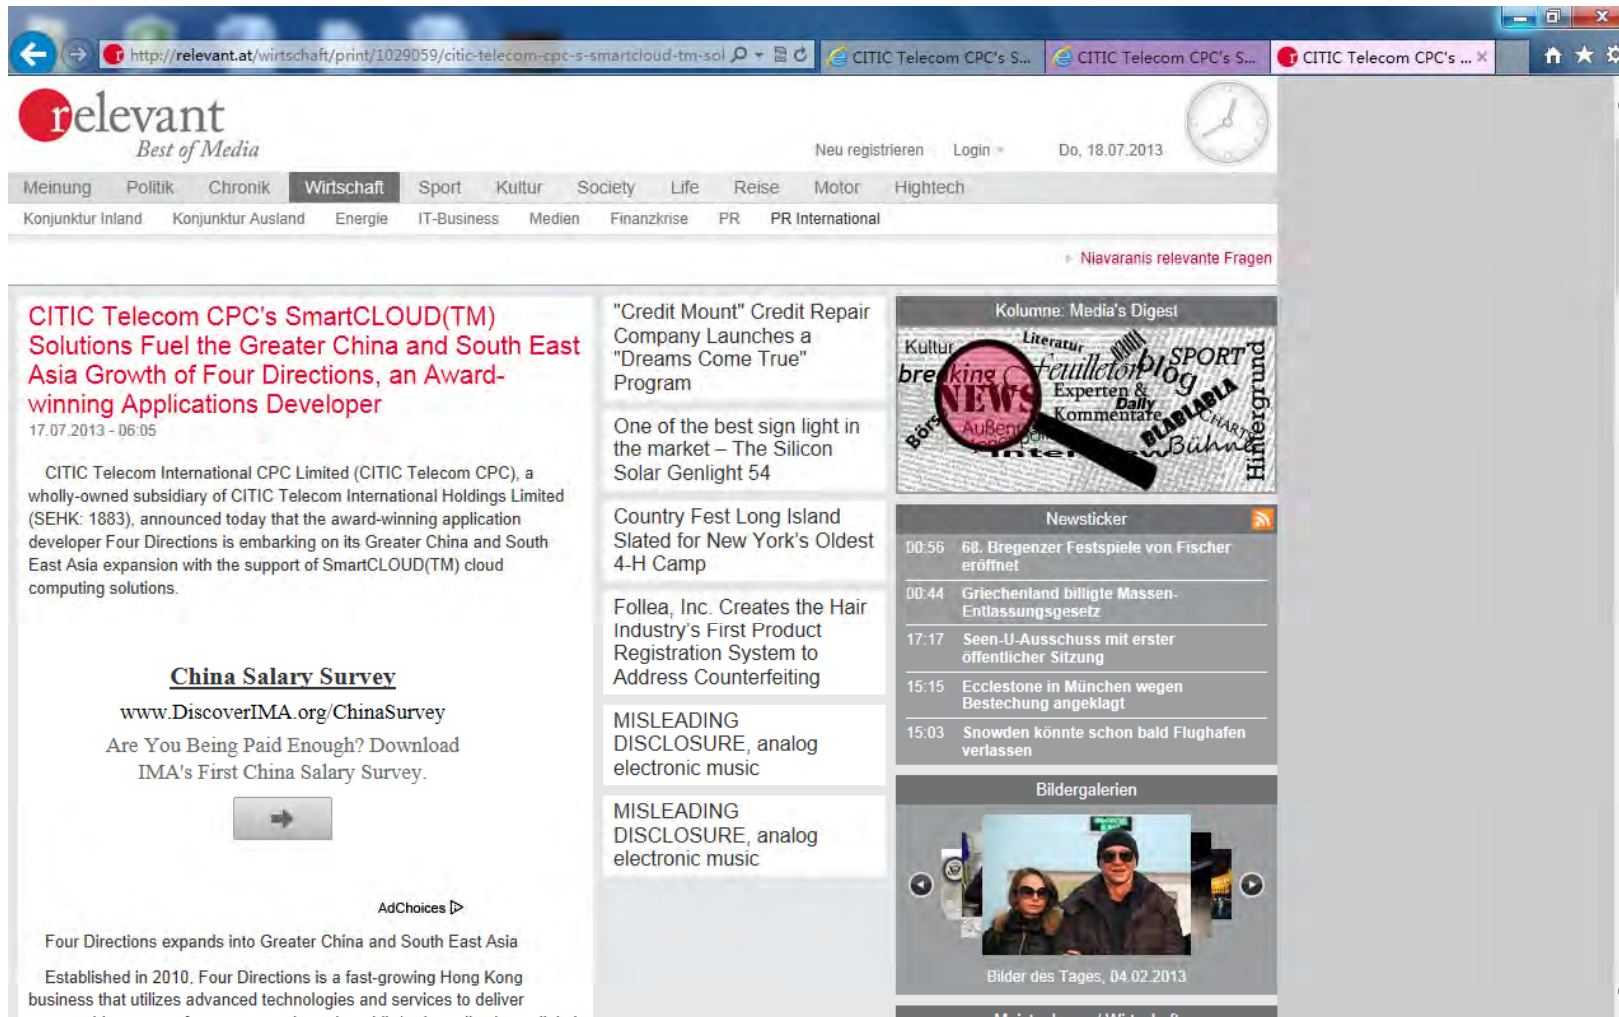 http://relevant.at/wirtschaft/print/1029059/citic-telecom-cpc-s-smartcloud-tm-sol
CITIC Telecom CPC's S...
CITIC Telecom CPC's S...
CITIC Telecom CPC's ...
relevant
Best of Media
Neu registrieren
Login
Do, 18.07.2013
Meinung Politik Chronik Wirtschaft Sport Kultur Society Life Reise Motor Hightech
Konjunktur Inland Konjunktur Ausland Energie IT-Business Medien Finanzkrise PR PR International
Niavaranis relevante Fragen
CITIC Telecom CPC's SmartCLOUD(TM)
Solutions Fuel the Greater China and South East
Asia Growth of Four Directions, an Award-
winning Applications Developer
17.07.2013 - 06:05
CITIC Telecom International CPC Limited (CITIC Telecom CPC), a
wholly-owned subsidiary of CITIC Telecom International Holdings Limited
(SEHK: 1883), announced today that the award-winning application
developer Four Directions is embarking on its Greater China and South
East Asia expansion with the support of SmartCLOUD(TM) cloud
computing solutions.
China Salary Survey
www.DiscoverIMA.org/ChinaSurvey
Are You Being Paid Enough? Download
IMA's First China Salary Survey.
AdChoices
Four Directions expands into Greater China and South East Asia
Established in 2010, Four Directions is a fast-growing Hong Kong
business that utilizes advanced technologies and services to deliver
"Credit Mount" Credit Repair
Company Launches a
"Dreams Come True"
Program
One of the best sign light in
the market – The Silicon
Solar Genlight 54
Country Fest Long Island
Slated for New York's Oldest
4-H Camp
Follea, Inc. Creates the Hair
Industry's First Product
Registration System to
Address Counterfeiting
MISLEADING
DISCLOSURE, analog
electronic music
MISLEADING
DISCLOSURE, analog
electronic music
Kolumne: Media's Digest
Kultur
Literatur
feuilleton
blog
SPORT
breaking
NEWS
Experten &
Daily
Kommentare
BLABLABLA
CHARTS
Bühne
Hintergrund
Newsticker
00:56 68. Bregenzer Festspiele von Fischer
eröffnet
00:44 Griechenland billigte Massen-
Entlassungsgesetz
17:17 Seen-U-Ausschuss mit erster
öffentlicher Sitzung
15:15 Ecclestone in München wegen
Bestechung angeklagt
15:03 Snowden könnte schon bald Flughafen
verlassen
Bildergalerien
Bilder des Tages, 04.02.2013